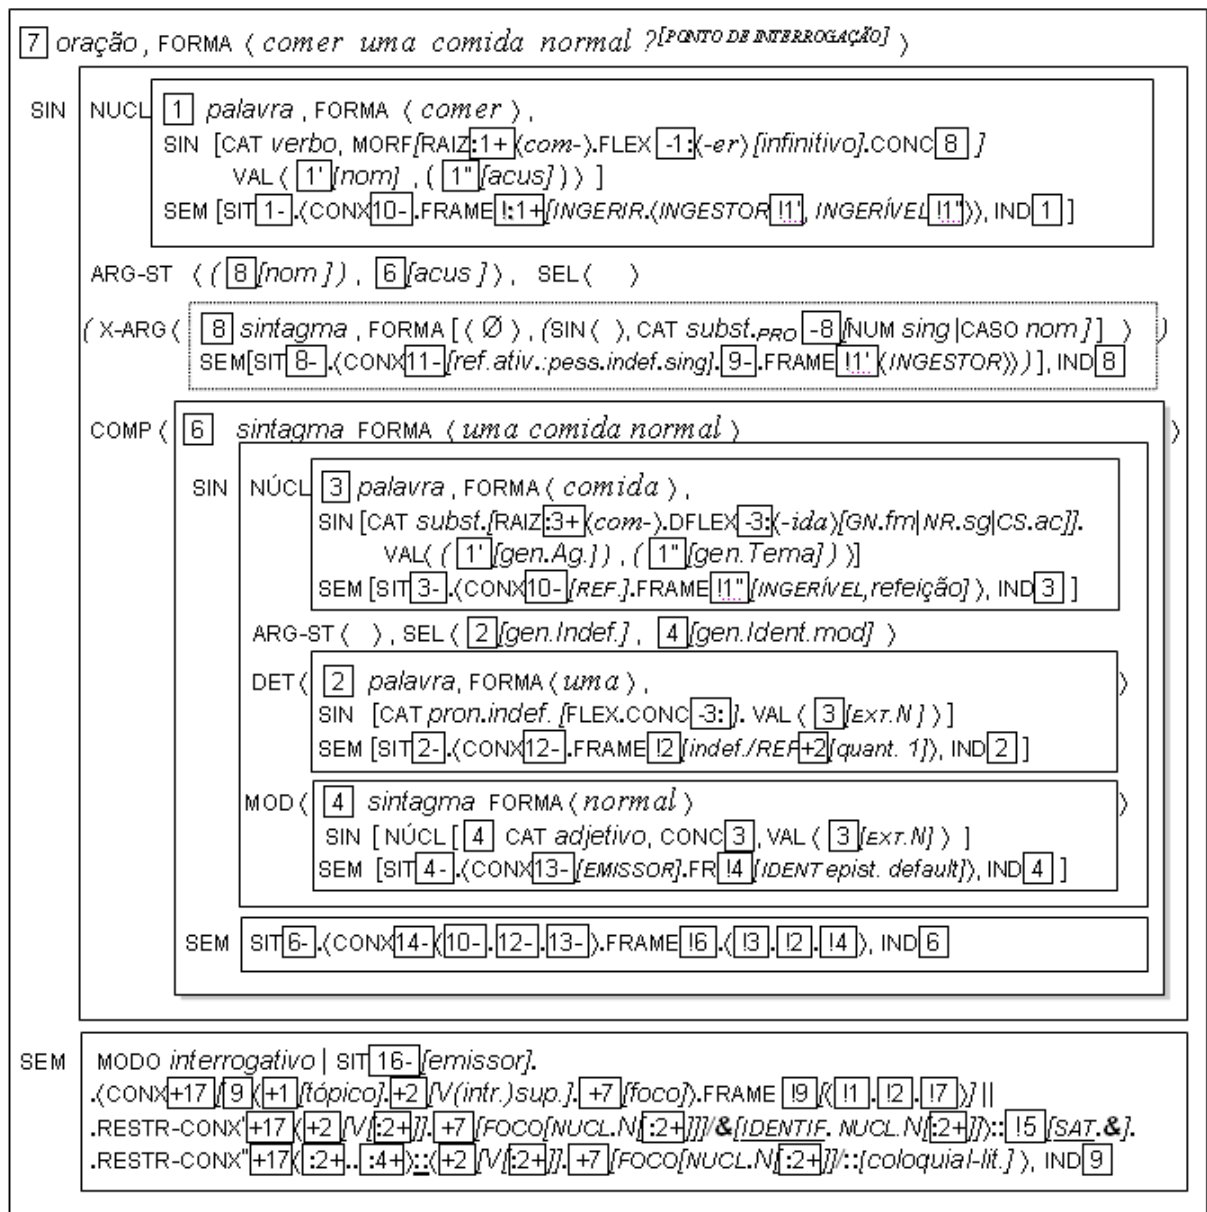 7 oração, FORMA ⟨ comer uma comida normal ?[PONTO DE INTERROGAÇÃO] ⟩
SIN NUCL 1 palavra, FORMA ⟨ comer ⟩,
SIN [CAT verbo, MORF[RAIZ :1+ ⟨com-⟩.FLEX -1: ⟨-er⟩ [infinitivo].CONC 8 ]
VAL ⟨ 1' [nom] , ( 1" [acus] ) ⟩ ]
SEM [SIT 1- .⟨CONX 10- .FRAME !:1+ [INGERIR.⟨INGESTOR !1', INGERÍVEL !1"⟩⟩, IND 1 ]
ARG-ST ⟨ ( 8 [nom] ), 6 [acus] ⟩, SEL⟨ ⟩
( X-ARG ⟨ 8 sintagma, FORMA [⟨ Ø ⟩, (SIN ⟨ ⟩, CAT subst.PRO -8 [NUM sing|CASO nom ] ] ⟩ )
SEM[SIT 8- .⟨CONX 11- [ref.ativ.:pess.indef.sing]. 9- .FRAME !1' ⟨INGESTOR⟩⟩ ) ], IND 8
COMP ⟨ 6 sintagma FORMA ⟨ uma comida normal ⟩ ⟩
SIN NÚCL 3 palavra, FORMA ⟨ comida ⟩,
SIN [CAT subst.[RAIZ :3+ ⟨com-⟩.DFLEX -3: ⟨-ida⟩[GN.fm|NR.sg|CS.ac]].
VAL⟨ ( 1' [gen.Ag.] ) , ( 1" [gen.Tema] ) ⟩]
SEM [SIT 3- .⟨CONX 10- [REF.].FRAME !1" [INGERÍVEL,refeição] ⟩, IND 3 ]
ARG-ST ⟨ ⟩, SEL ⟨ 2 [gen.Indef.] , 4 [gen.Ident.mod] ⟩
DET ⟨ 2 palavra, FORMA ⟨ uma ⟩, ⟩
SIN [CAT pron.indef. [FLEX.CONC -3: ]. VAL ⟨ 3 [EXT.N ] ⟩]
SEM [SIT 2- .⟨CONX 12- .FRAME !2 [indef./REF +2 [quant. 1]⟩, IND 2 ]
MOD ⟨ 4 sintagma FORMA ⟨ normal ⟩ ⟩
SIN [ NÚCL [ 4 CAT adjetivo, CONC 3 , VAL ⟨ 3 [EXT.N] ⟩ ]
SEM [SIT 4- .⟨CONX 13- [EMISSOR].FR !4 [IDENT epist. default]⟩, IND 4 ]
SEM SIT 6- .⟨CONX 14- ⟨ 10- . 12- . 13- ⟩.FRAME !6 .⟨ !3 . !2 . !4 ⟩, IND 6
SEM MODO interrogativo | SIT 16- [emissor].
.⟨CONX +17 [ 9 ⟨ +1 [tópico]. +2 [V(intr.)sup.]. +7 [foco]⟩.FRAME !9 [⟨ !1 . !2 . !7 ⟩] ||
.RESTR-CONX' +17 ⟨ +2 [V[ :2+ ]]. +7 [FOCO[NUCL.N[ :2+ ]]]/&[IDENTIF. NUCL.N[ :2+ ]]⟩:: !5 [SAT.&].
.RESTR-CONX" +17 ⟨ :2+ .. :4+ ⟩::⟨ +2 [V[ :2+ ]]. +7 [FOCO[NUCL.N[ :2+ ]]/::[coloquial-lit.] ⟩, IND 9